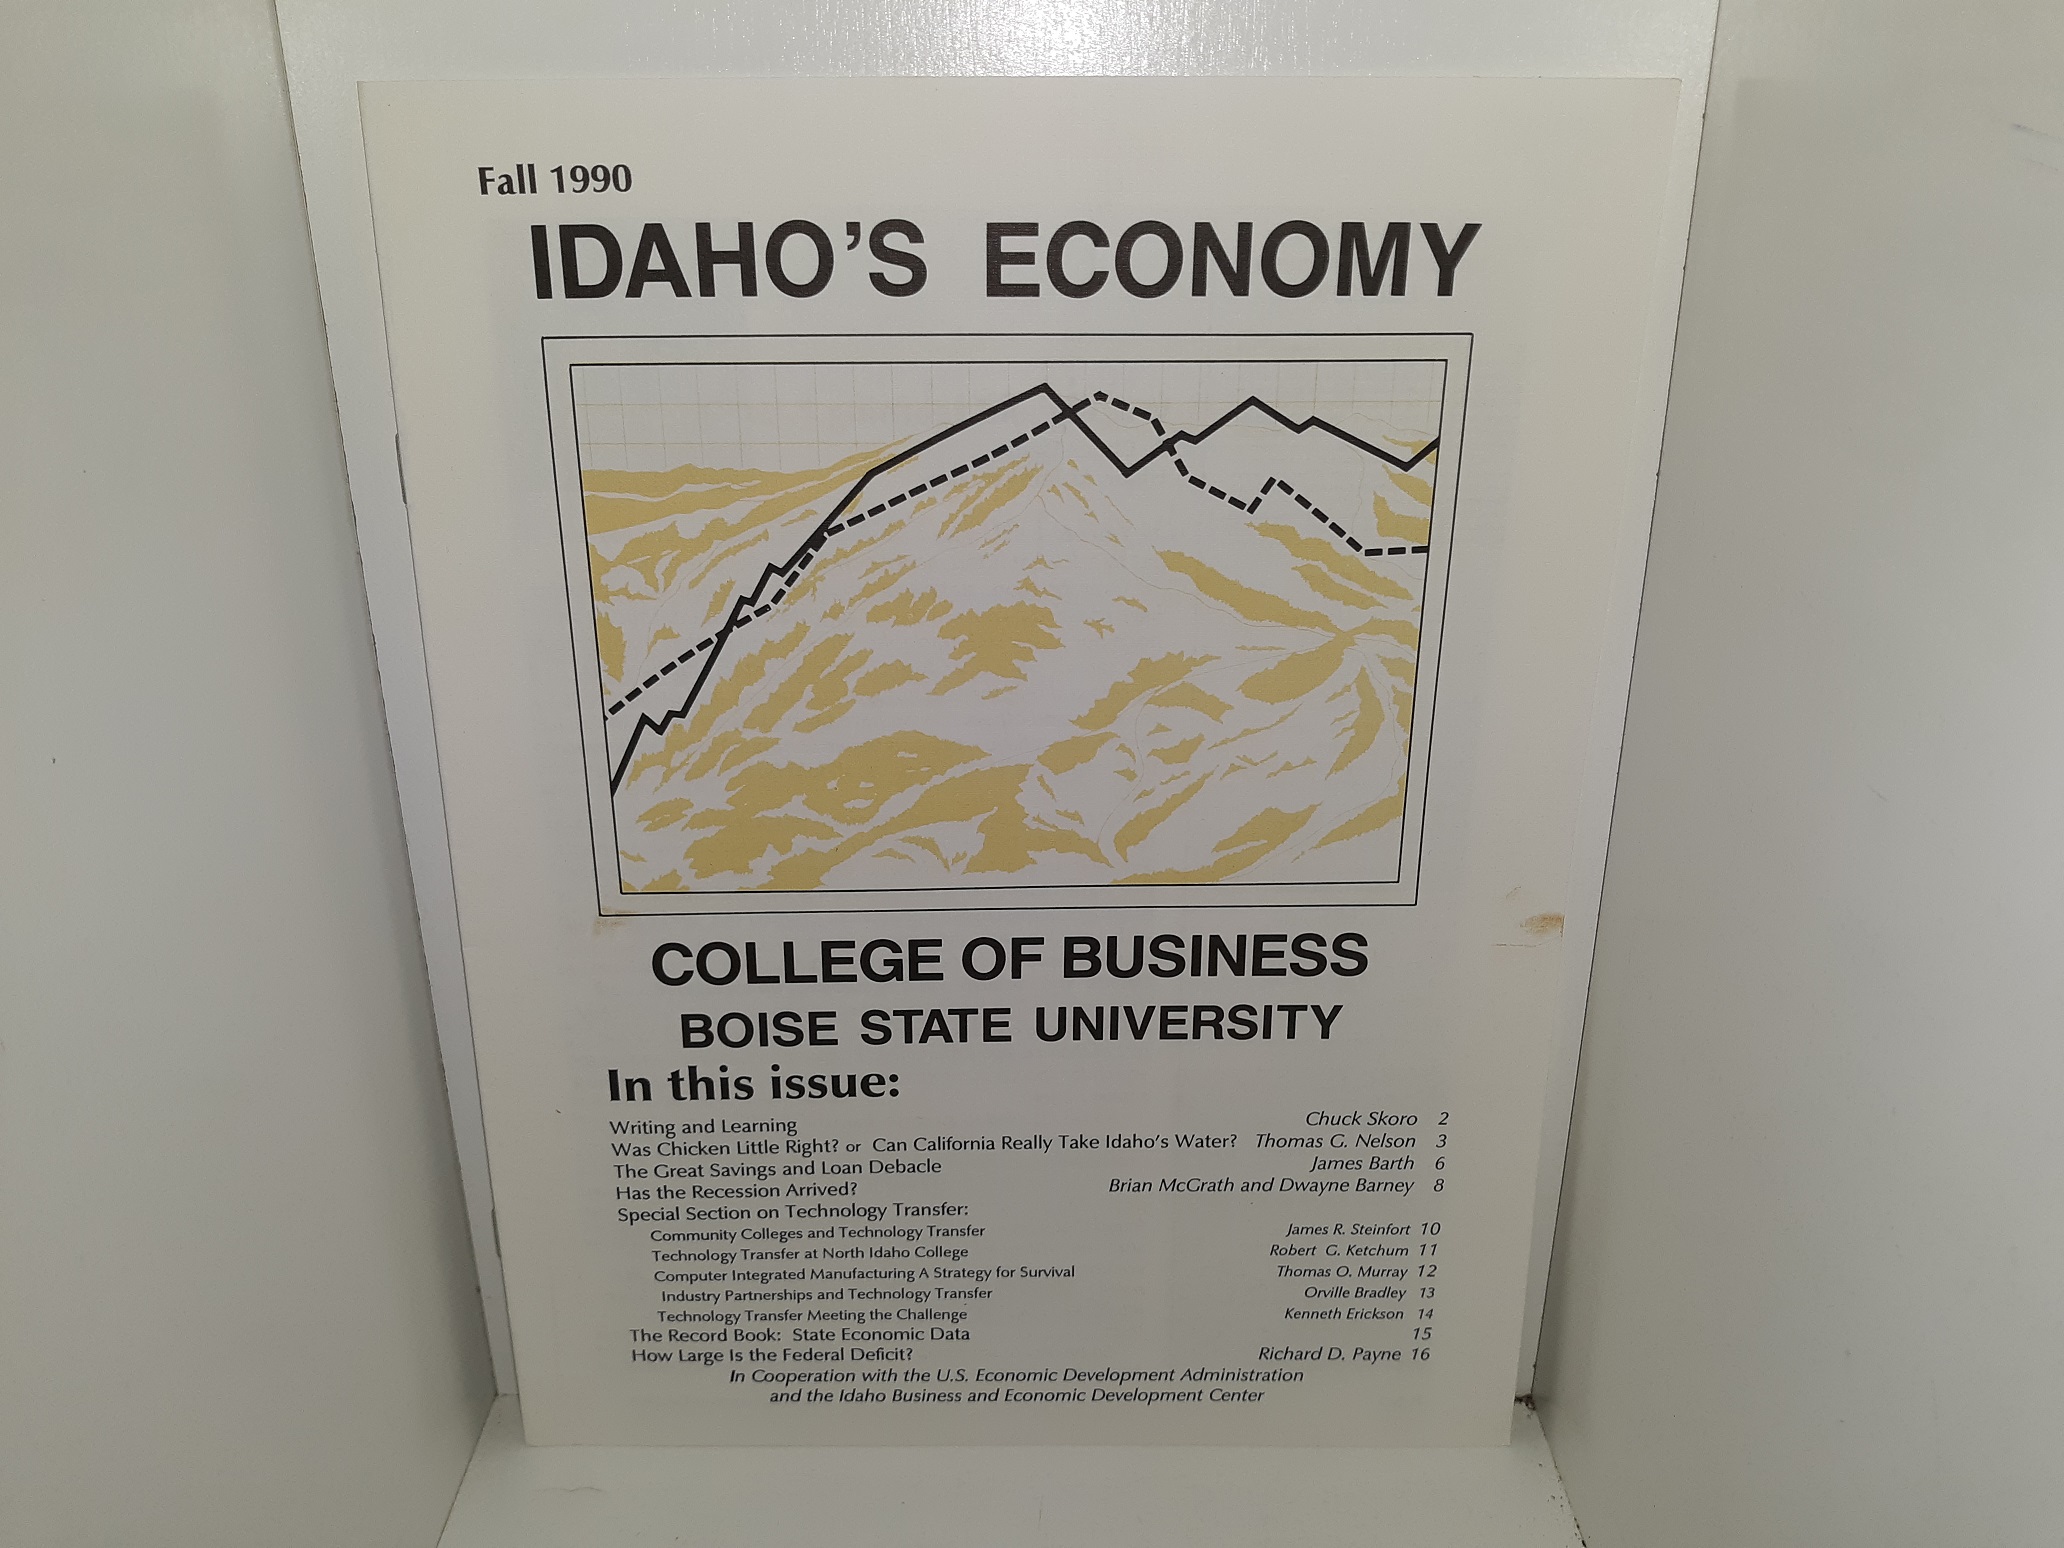 Fall 1990
IDAHO'S ECONOMY
COLLEGE OF BUSINESS
BOISE STATE UNIVERSITY
In this issue:
Writing and Learning Chuck Skoro 2
Was Chicken Little Right? or Can California Really Take Idaho's Water? Thomas G. Nelson 3
The Great Savings and Loan Debacle James Barth 6
Has the Recession Arrived? Brian McGrath and Dwayne Barney 8
Special Section on Technology Transfer:
Community Colleges and Technology Transfer James R. Steinfort 10
Technology Transfer at North Idaho College Robert G. Ketchum 11
Computer Integrated Manufacturing A Strategy for Survival Thomas O. Murray 12
Industry Partnerships and Technology Transfer Orville Bradley 13
Technology Transfer Meeting the Challenge Kenneth Erickson 14
The Record Book: State Economic Data 15
How Large Is the Federal Deficit? Richard D. Payne 16
In Cooperation with the U.S. Economic Development Administration
and the Idaho Business and Economic Development Center